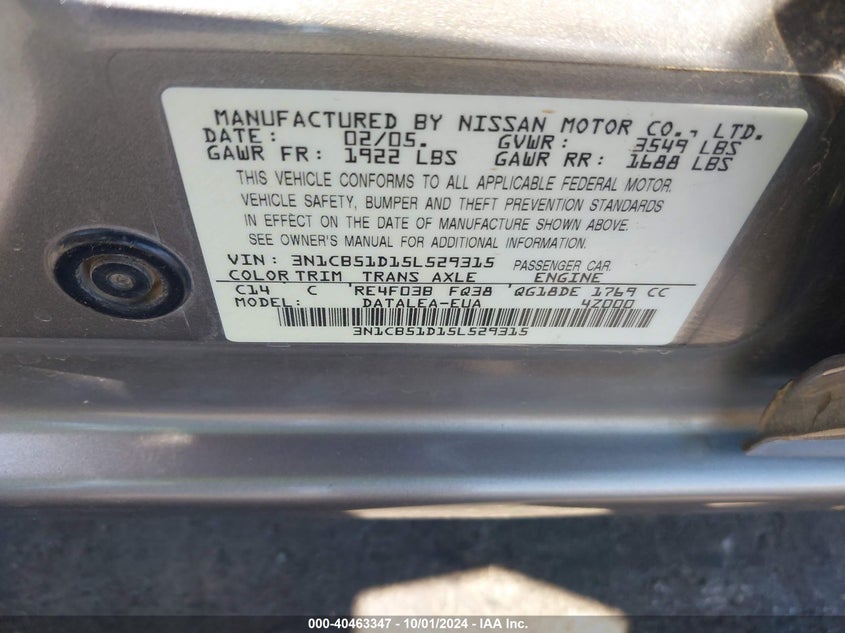 MANUFACTURED BY NISSAN MOTOR CO., LTD.
DATE: 02/05. GVWR: 3549 LBS
GAWR FR: 1922 LBS GAWR RR: 1688 LBS
THIS VEHICLE CONFORMS TO ALL APPLICABLE FEDERAL MOTOR
VEHICLE SAFETY, BUMPER AND THEFT PREVENTION STANDARDS
IN EFFECT ON THE DATE OF MANUFACTURE SHOWN ABOVE.
SEE OWNER'S MANUAL FOR ADDITIONAL INFORMATION.
VIN: 3N1CB51D15L529315 PASSENGER CAR.
COLOR TRIM TRANS AXLE ENGINE
C14 C 'RE4F03B FQ38 'QG18DE 1769 CC
MODEL: DATALEA-EUA 4Z000
3N1CB51D15L529315
000-40463347 - 10/01/2024 - IAA Inc.